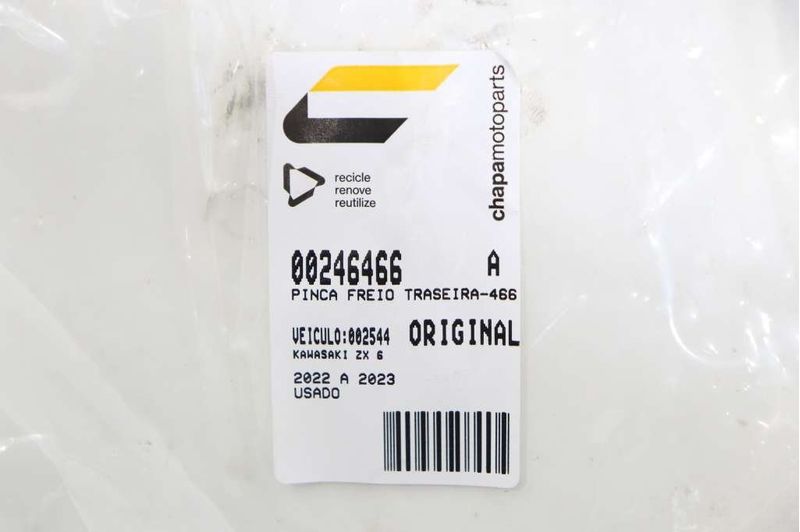 chapamotoparts
recicle
renove
reutilize
00246466 A
PINCA FREIO TRASEIRA-466
VEICULO:002544 ORIGINAL
KAWASAKI ZX 6
2022 A 2023
USADO